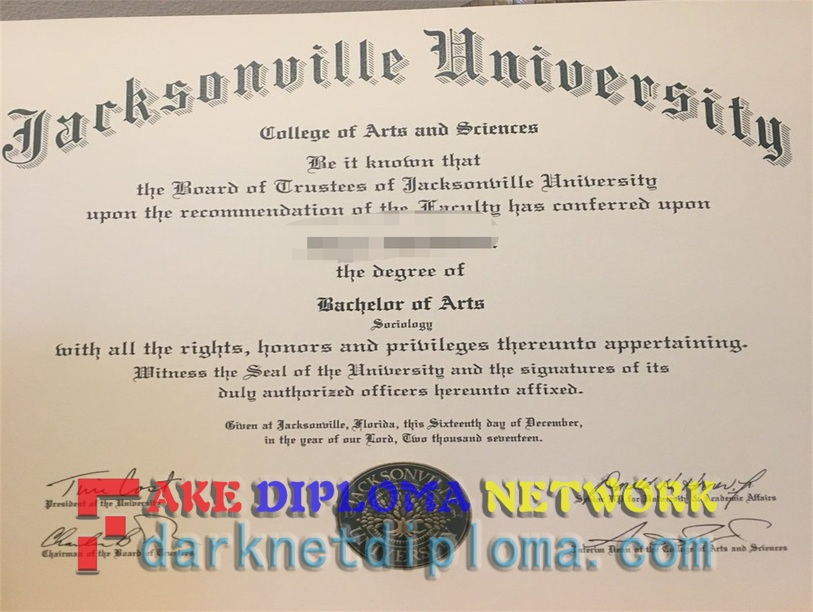 Jacksonville University
College of Arts and Sciences
Be it known that
the Board of Trustees of Jacksonville University
upon the recommendation of the Faculty has conferred upon
the degree of
Bachelor of Arts
Sociology
with all the rights, honors and privileges thereunto appertaining.
Witness the Seal of the University and the signatures of its
duly authorized officers hereunto affixed.
Given at Jacksonville, Florida, this Sixteenth day of December,
in the year of our Lord, Two thousand seventeen.
President of the University
& Academic Affairs
FAKE DIPLOMA NETWORK
JACKSONVILLE
Chairman of the Board of Trustees
Interim Dean of the College of Arts and Sciences
darknetdiploma.com